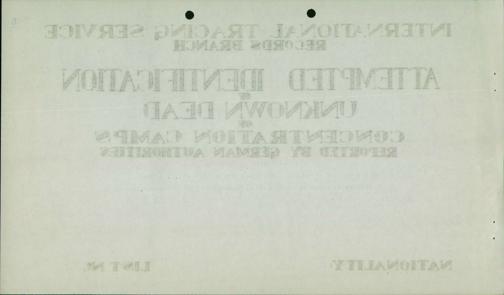 INTERNATIONAL TRACING SERVICE
RECORDS BRANCH
ATTEMPTED IDENTIFICATION
OF
UNKNOWN DEAD
OF
CONCENTRATION CAMPS
REPORTED BY GERMAN AUTHORITIES
NATIONALITY
LIST Nr.